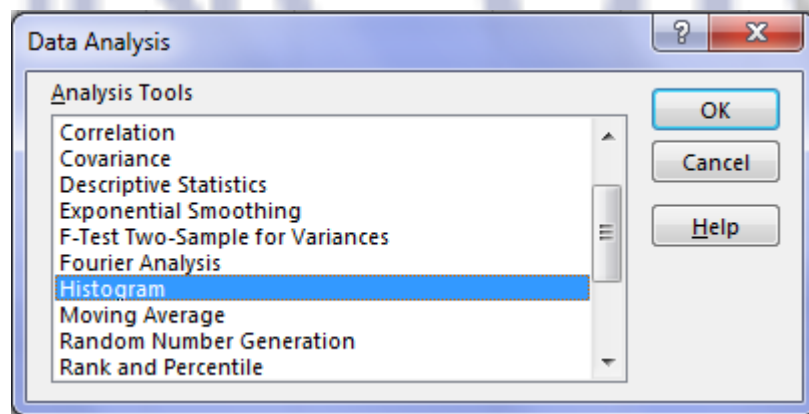 Data Analysis
Analysis Tools
Correlation
Covariance
Descriptive Statistics
Exponential Smoothing
F-Test Two-Sample for Variances
Fourier Analysis
Histogram
Moving Average
Random Number Generation
Rank and Percentile
?
X
OK
Cancel
Help